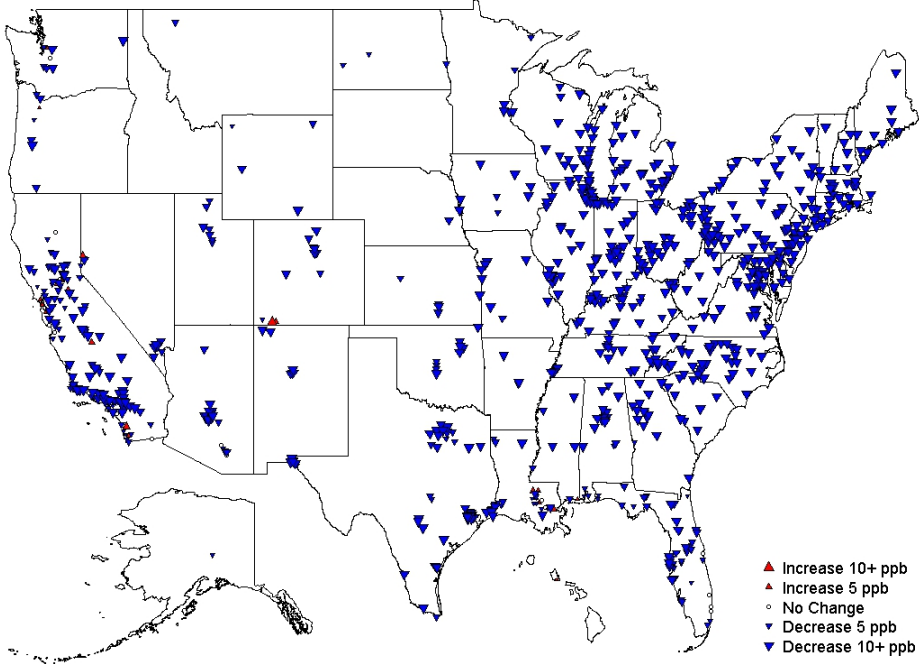 Increase 10+ ppb
Increase 5 ppb
No Change
Decrease 5 ppb
Decrease 10+ ppb